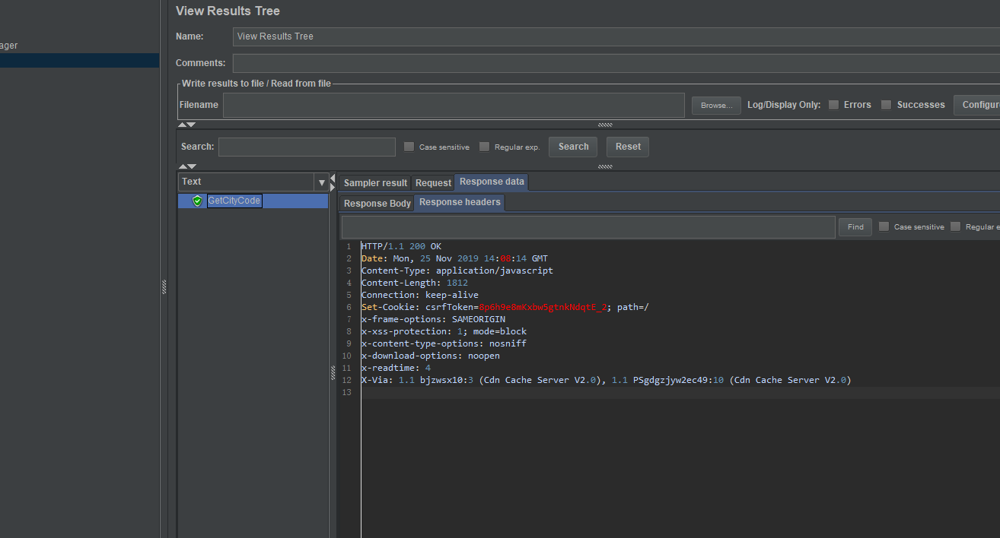 View Results Tree
ager
Name: View Results Tree
Comments:
Write results to file / Read from file
Filename Browse... Log/Display Only: Errors Successes Configur
Search: Case sensitive Regular exp. Search Reset
Text
GetCityCode
Sampler result Request Response data
Response Body Response headers
Find Case sensitive Regular e
1 HTTP/1.1 200 OK
2 Date: Mon, 25 Nov 2019 14:08:14 GMT
3 Content-Type: application/javascript
4 Content-Length: 1812
5 Connection: keep-alive
6 Set-Cookie: csrfToken=8p6h9e8mKxbw5gtnkNdqtE_2; path=/
7 x-frame-options: SAMEORIGIN
8 x-xss-protection: 1; mode=block
9 x-content-type-options: nosniff
10 x-download-options: noopen
11 x-readtime: 4
12 X-Via: 1.1 bjzwsx10:3 (Cdn Cache Server V2.0), 1.1 PSgdgzjyw2ec49:10 (Cdn Cache Server V2.0)
13